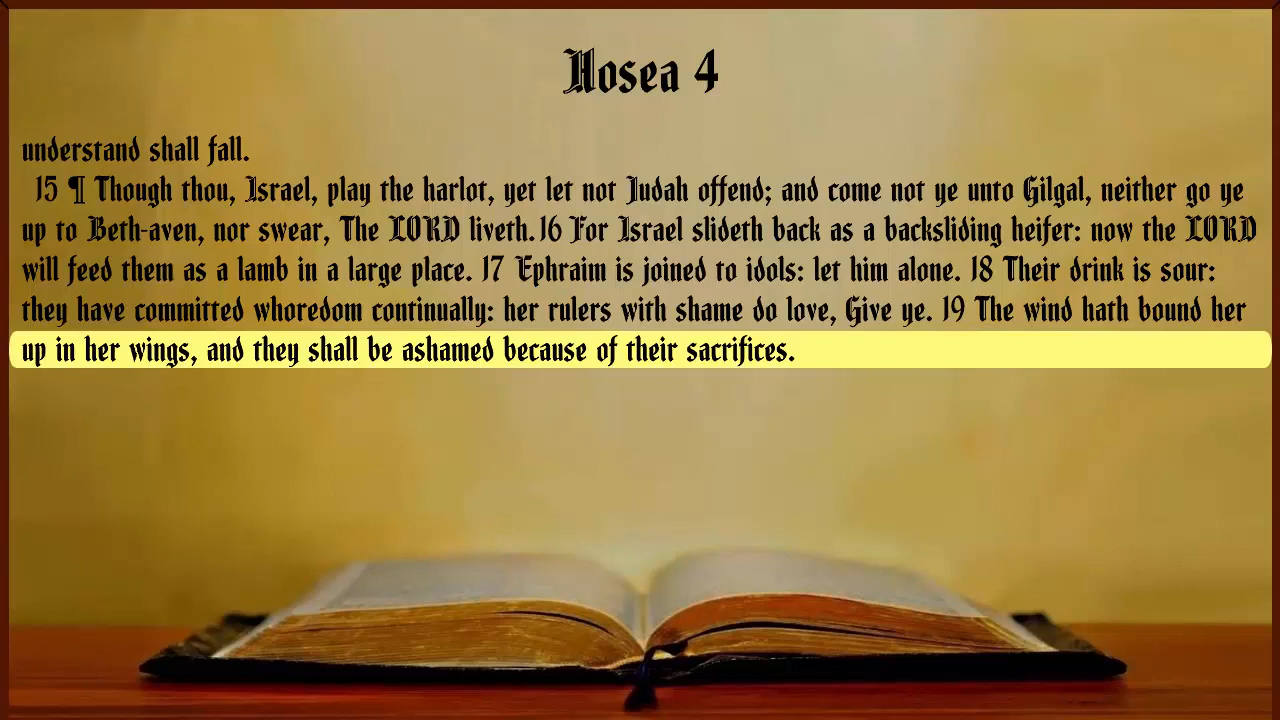 Hosea 4
understand shall fall.
15 ¶ Though thou, Israel, play the harlot, yet let not Judah offend; and come not ye unto Gilgal, neither go ye
up to Beth-aven, nor swear, The LORD liveth. 16 For Israel slideth back as a backsliding heifer: now the LORD
will feed them as a lamb in a large place. 17 Ephraim is joined to idols: let him alone. 18 Their drink is sour:
they have committed whoredom continually: her rulers with shame do love, Give ye. 19 The wind hath bound her
up in her wings, and they shall be ashamed because of their sacrifices.